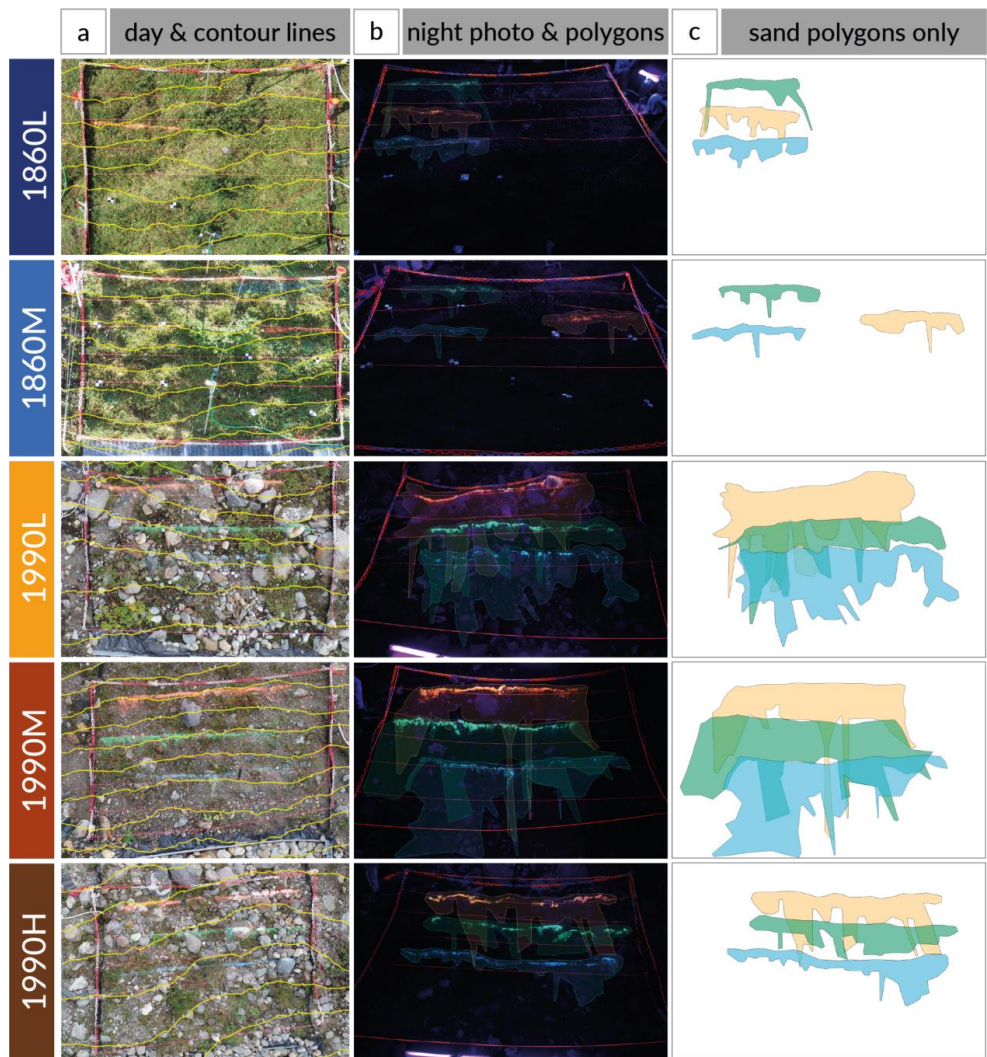 a day & contour lines b night photo & polygons c sand polygons only
1860L
1860M
1990L
1990M
1990H